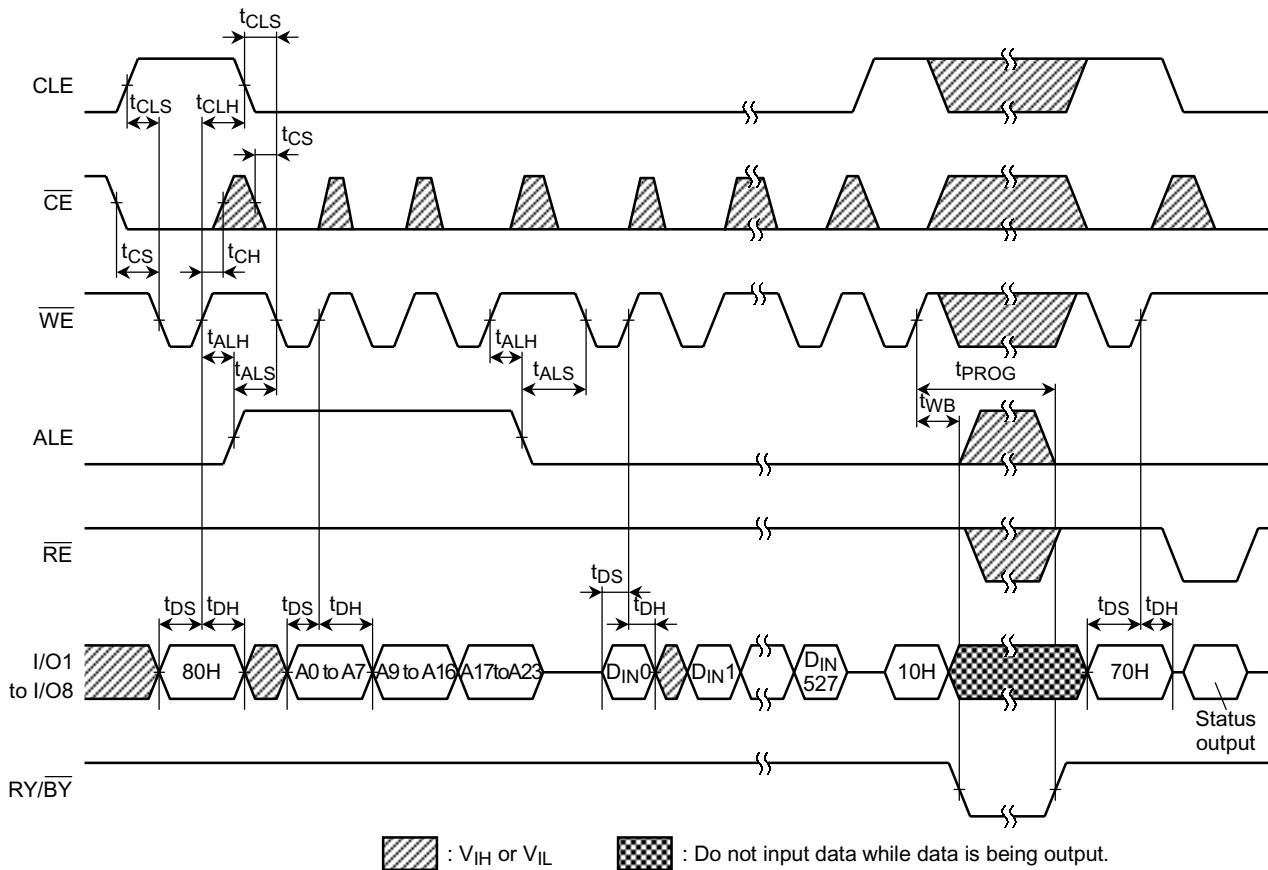 tCLS
CLE
tCLS
tCLH
tCS
CE
tCS
tCH
WE
tALH
tALS
tALH
tALS
tPROG
tWB
ALE
RE
tDS
tDH
tDS
tDH
tDS
tDH
tDS
tDH
I/O1
to I/O8
80H
A0 to A7
A9 to A16
A17toA23
DIN0
DIN1
DIN
527
10H
70H
Status
output
RY/BY
: VIH or VIL
: Do not input data while data is being output.